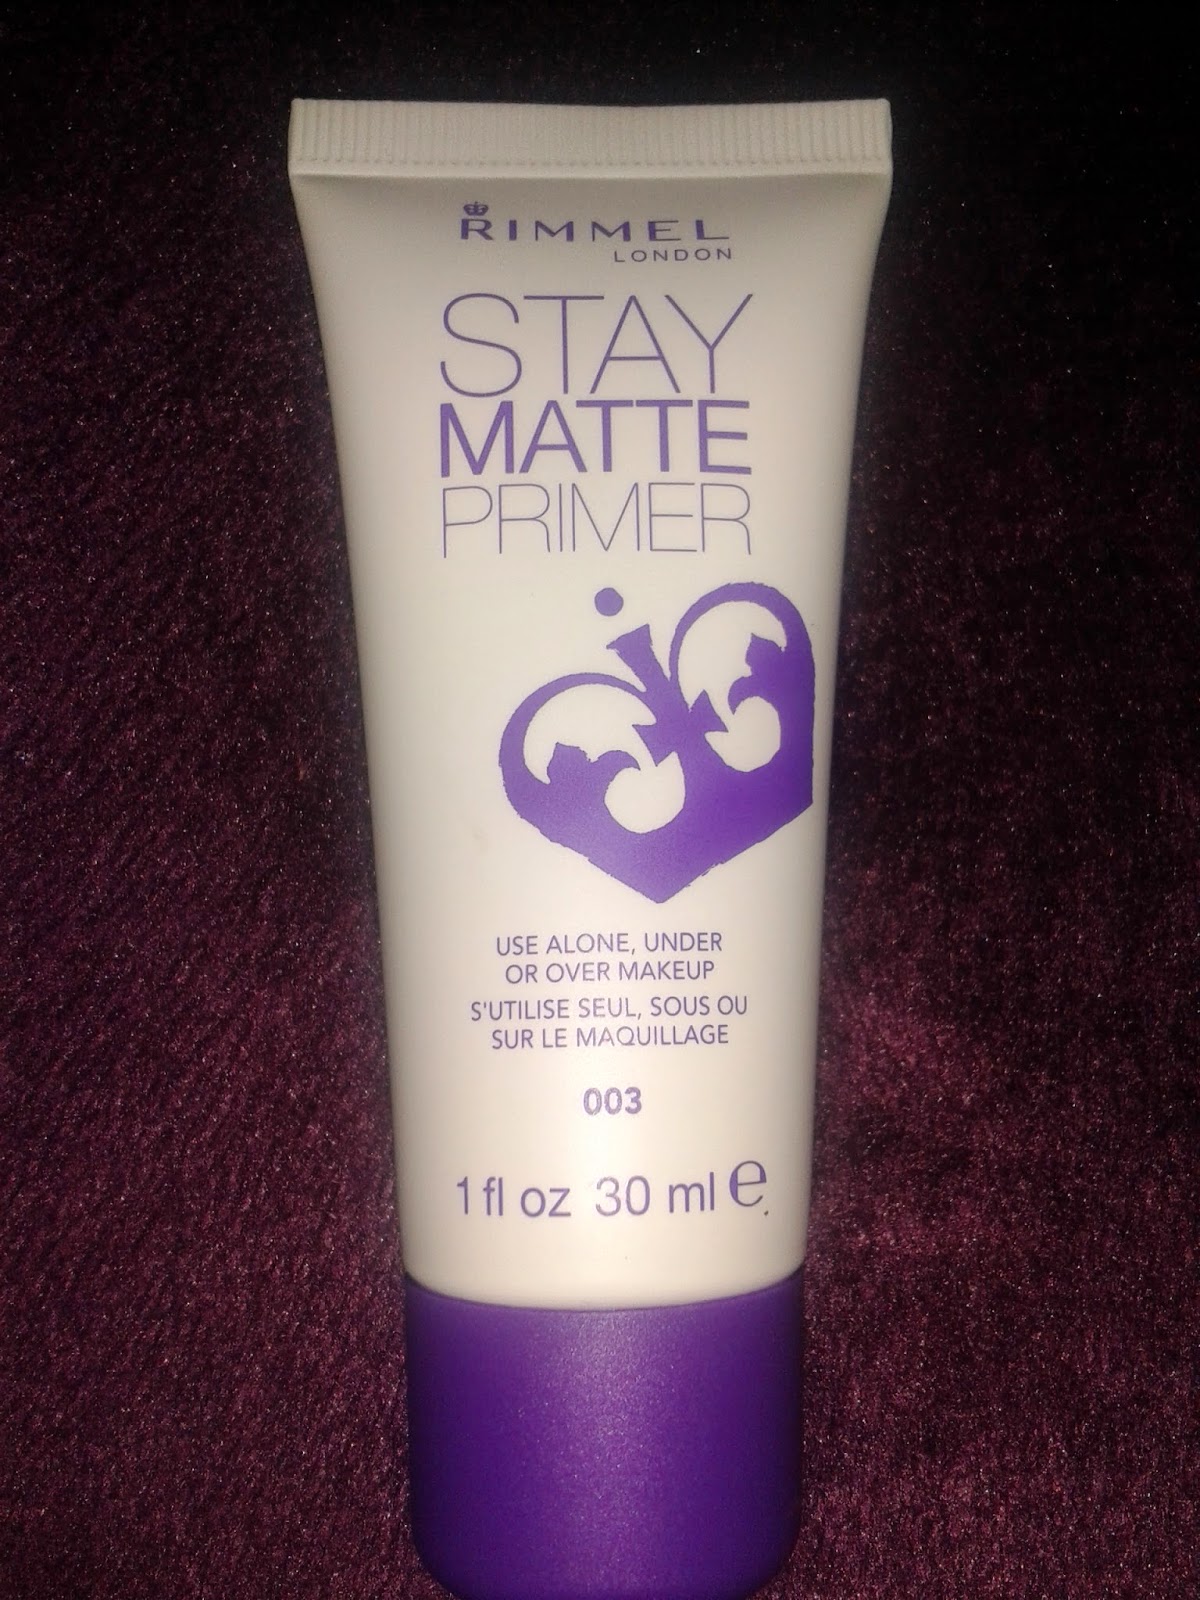 RIMMEL
LONDON
STAY
MATTE
PRIMER
USE ALONE, UNDER
OR OVER MAKEUP
S'UTILISE SEUL, SOUS OU
SUR LE MAQUILLAGE
003
1 fl oz 30 ml e